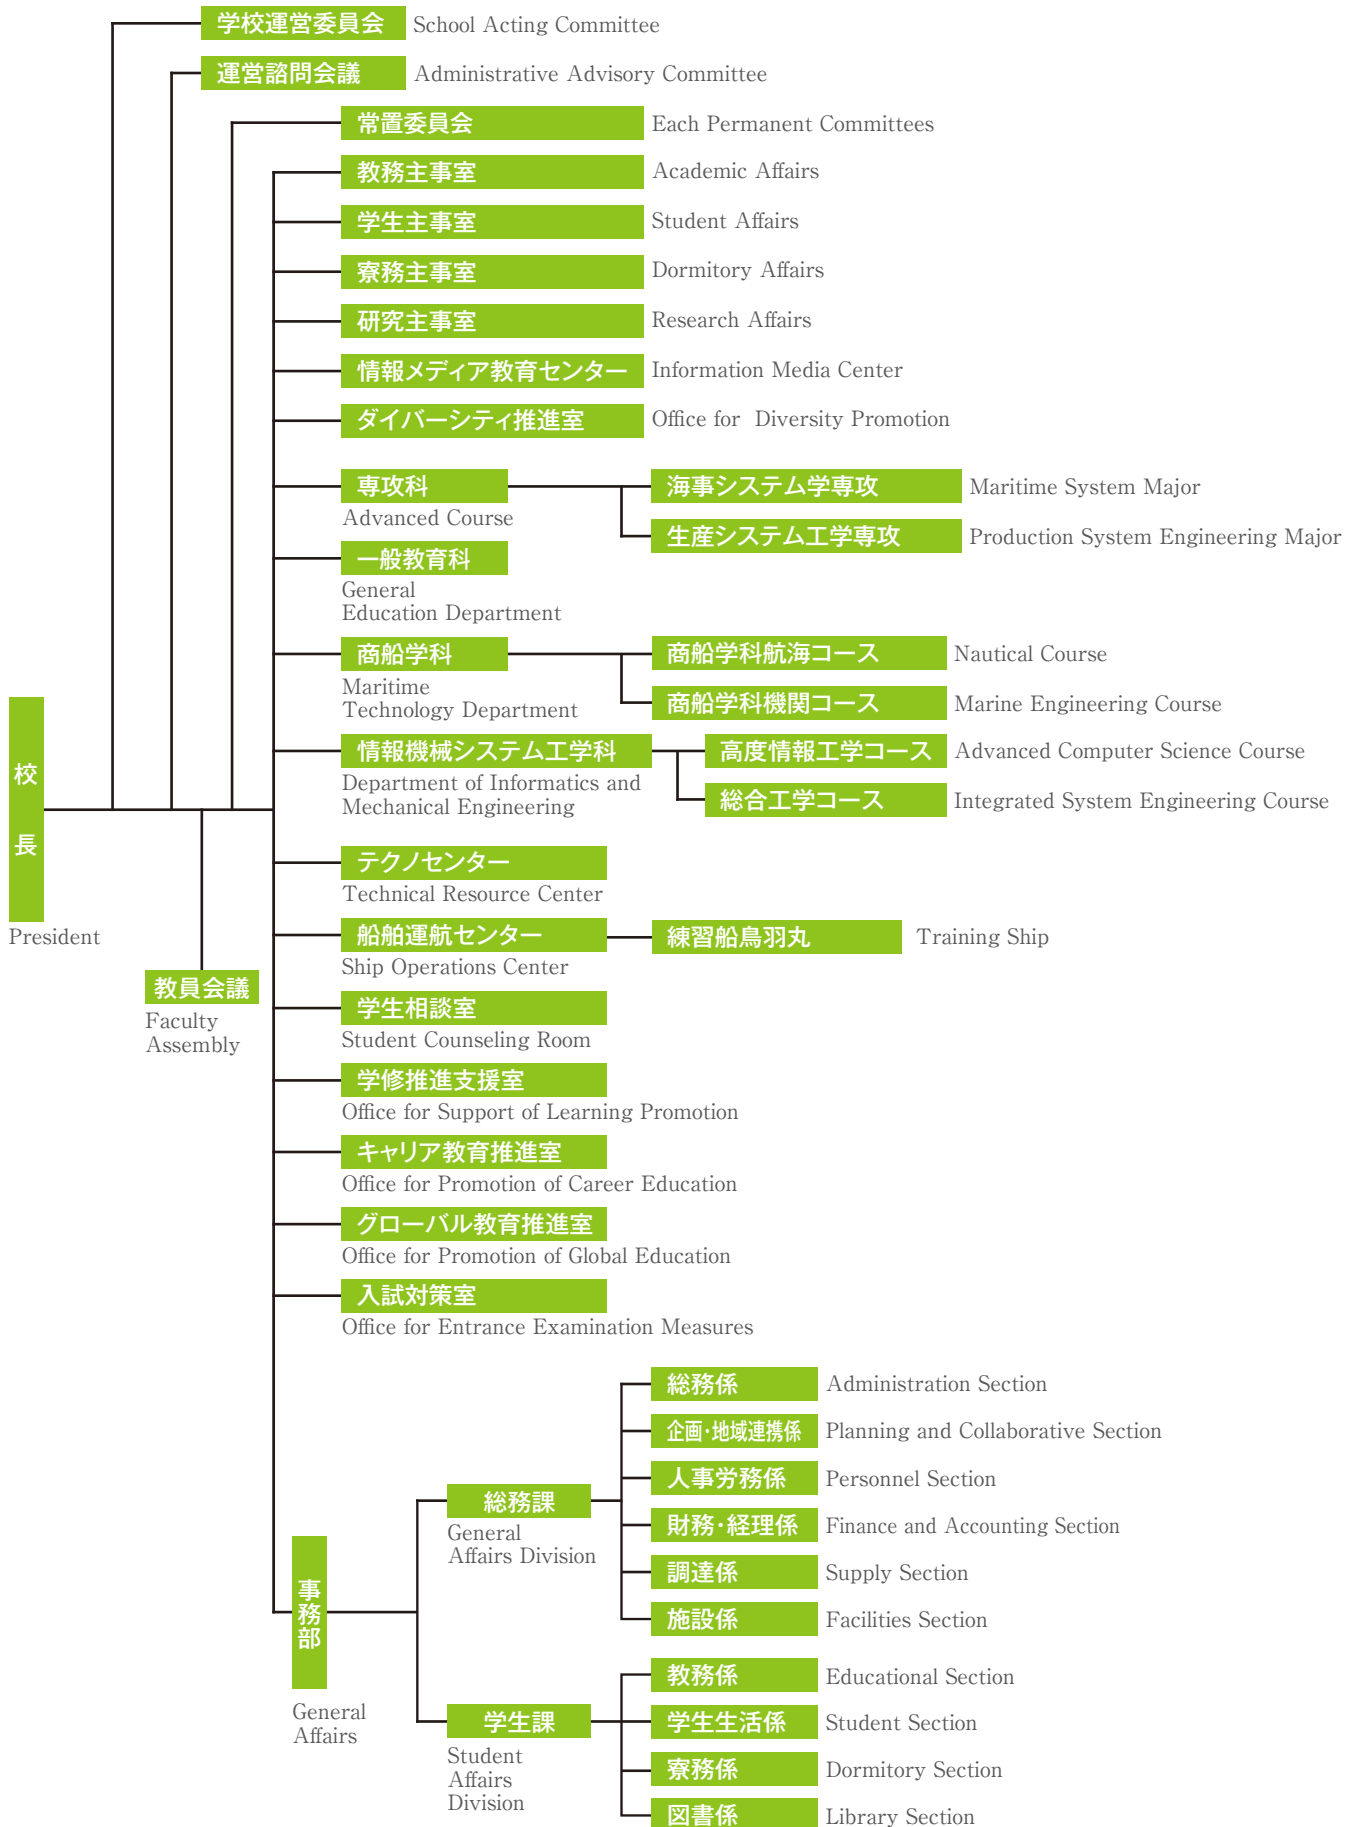 学校運営委員会 School Acting Committee
運営諮問会議 Administrative Advisory Committee
常置委員会 Each Permanent Committees
教務主事室 Academic Affairs
学生主事室 Student Affairs
寮務主事室 Dormitory Affairs
研究主事室 Research Affairs
情報メディア教育センター Information Media Center
ダイバーシティ推進室 Office for Diversity Promotion
専攻科
Advanced Course
海事システム学専攻 Maritime System Major
生産システム工学専攻 Production System Engineering Major
一般教育科
General
Education Department
商船学科
Maritime
Technology Department
商船学科航海コース Nautical Course
商船学科機関コース Marine Engineering Course
情報機械システム工学科
Department of Informatics and
Mechanical Engineering
高度情報工学コース Advanced Computer Science Course
総合工学コース Integrated System Engineering Course
校長
President
教員会議
Faculty
Assembly
テクノセンター
Technical Resource Center
船舶運航センター
Ship Operations Center
練習船鳥羽丸 Training Ship
学生相談室
Student Counseling Room
学修推進支援室
Office for Support of Learning Promotion
キャリア教育推進室
Office for Promotion of Career Education
グローバル教育推進室
Office for Promotion of Global Education
入試対策室
Office for Entrance Examination Measures
事務部
General
Affairs
総務課
General
Affairs Division
総務係 Administration Section
企画・地域連携係 Planning and Collaborative Section
人事労務係 Personnel Section
財務・経理係 Finance and Accounting Section
調達係 Supply Section
施設係 Facilities Section
学生課
Student
Affairs
Division
教務係 Educational Section
学生生活係 Student Section
寮務係 Dormitory Section
図書係 Library Section